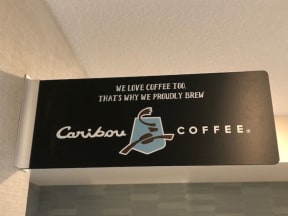 WE LOVE COFFEE TOO.
THAT'S WHY WE PROUDLY BREW
Caribou COFFEE®